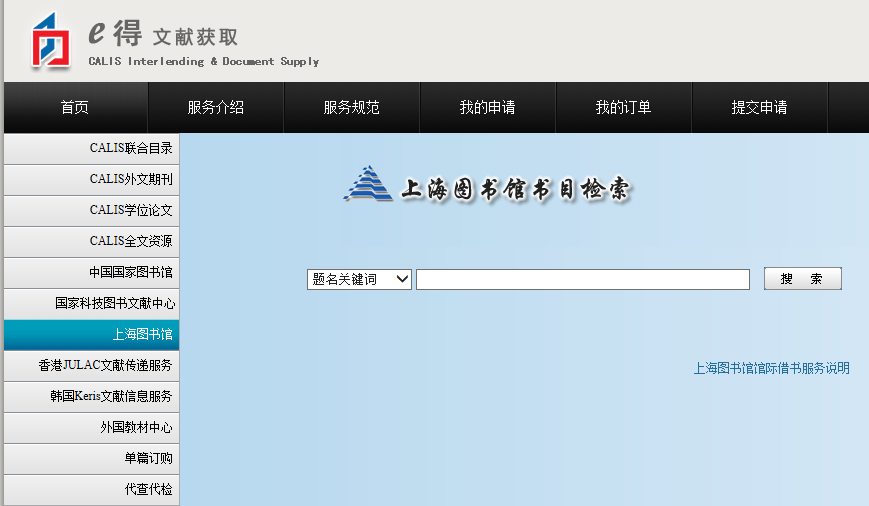 e得 文献获取
CALIS Interlending & Document Supply
首页 服务介绍 服务规范 我的申请 我的订单 提交申请
CALIS联合目录
CALIS外文期刊
CALIS学位论文
CALIS全文资源
中国国家图书馆
国家科技图书文献中心
上海图书馆
香港JULAC文献传递服务
韩国Keris文献信息服务
外国教材中心
单篇订购
代查代检
上海图书馆书目检索
题名关键词 搜 索
上海图书馆馆际借书服务说明